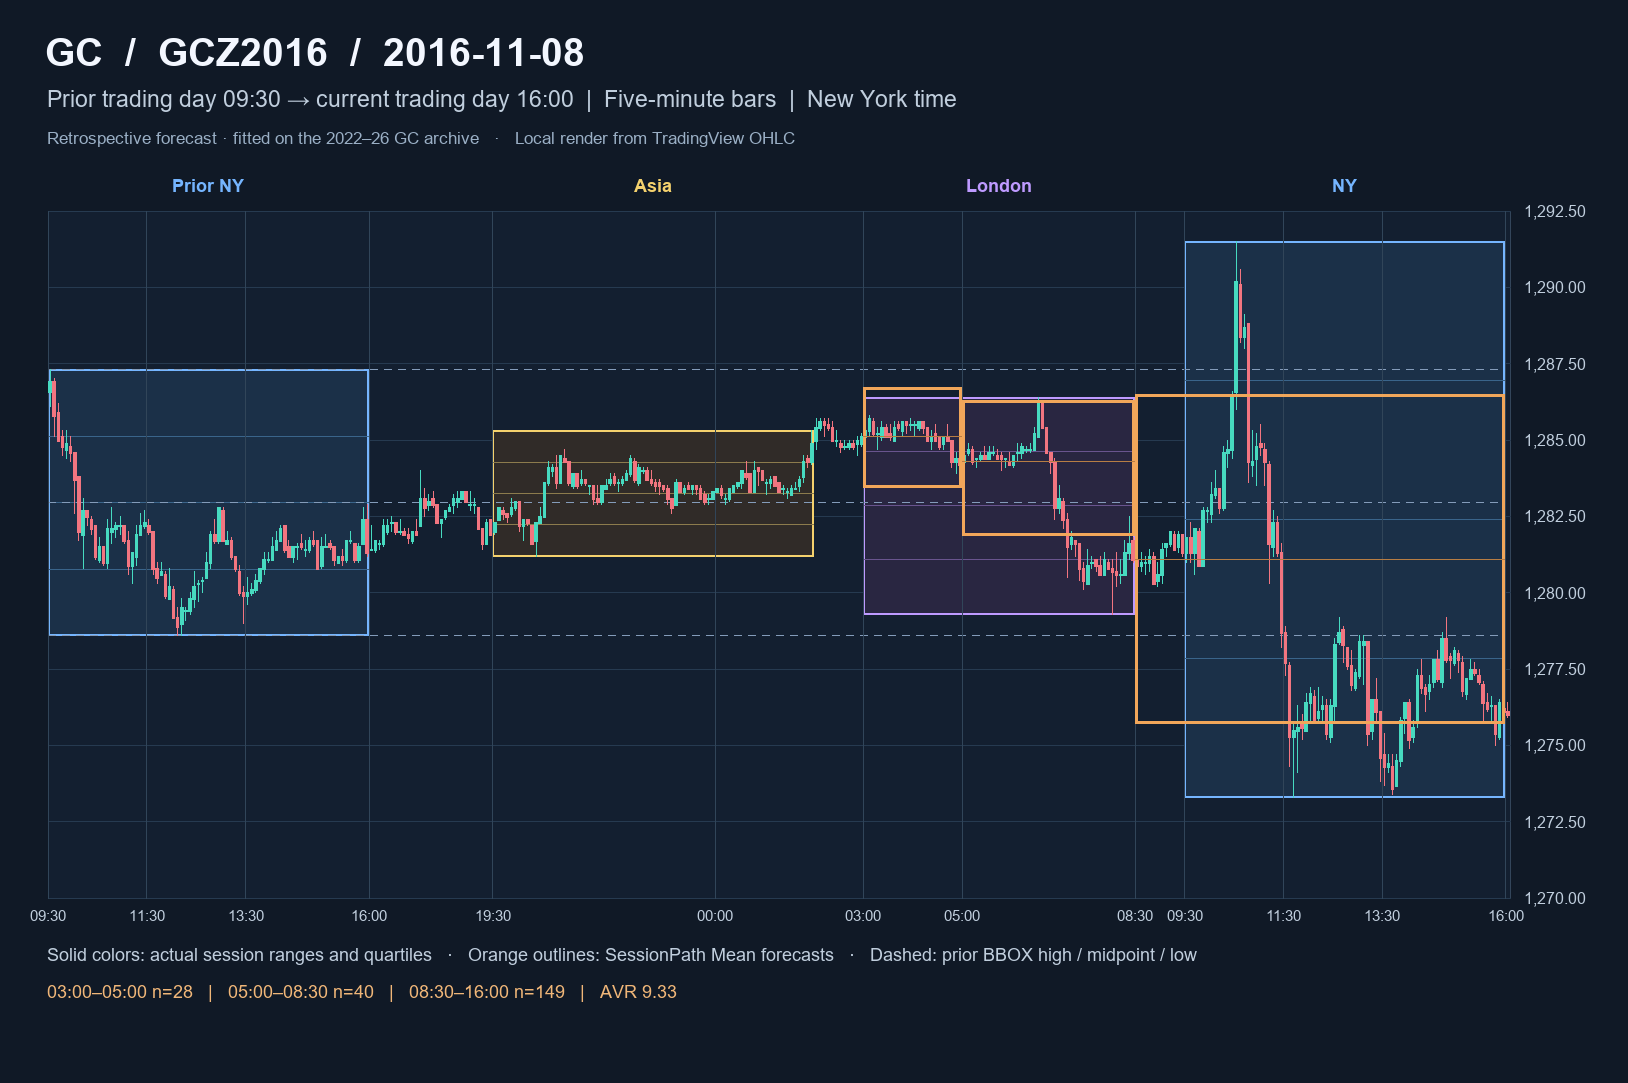 GC / GCZ2016 / 2016-11-08
Prior trading day 09:30 → current trading day 16:00 | Five-minute bars | New York time
Retrospective forecast · fitted on the 2022–26 GC archive · Local render from TradingView OHLC
Prior NY Asia London NY
1,292.50
1,290.00
1,287.50
1,285.00
1,282.50
1,280.00
1,277.50
1,275.00
1,272.50
1,270.00
09:30 11:30 13:30 16:00 19:30 00:00 03:00 05:00 08:30 09:30 11:30 13:30 16:00
Solid colors: actual session ranges and quartiles · Orange outlines: SessionPath Mean forecasts · Dashed: prior BBOX high / midpoint / low
03:00–05:00 n=28 | 05:00–08:30 n=40 | 08:30–16:00 n=149 | AVR 9.33